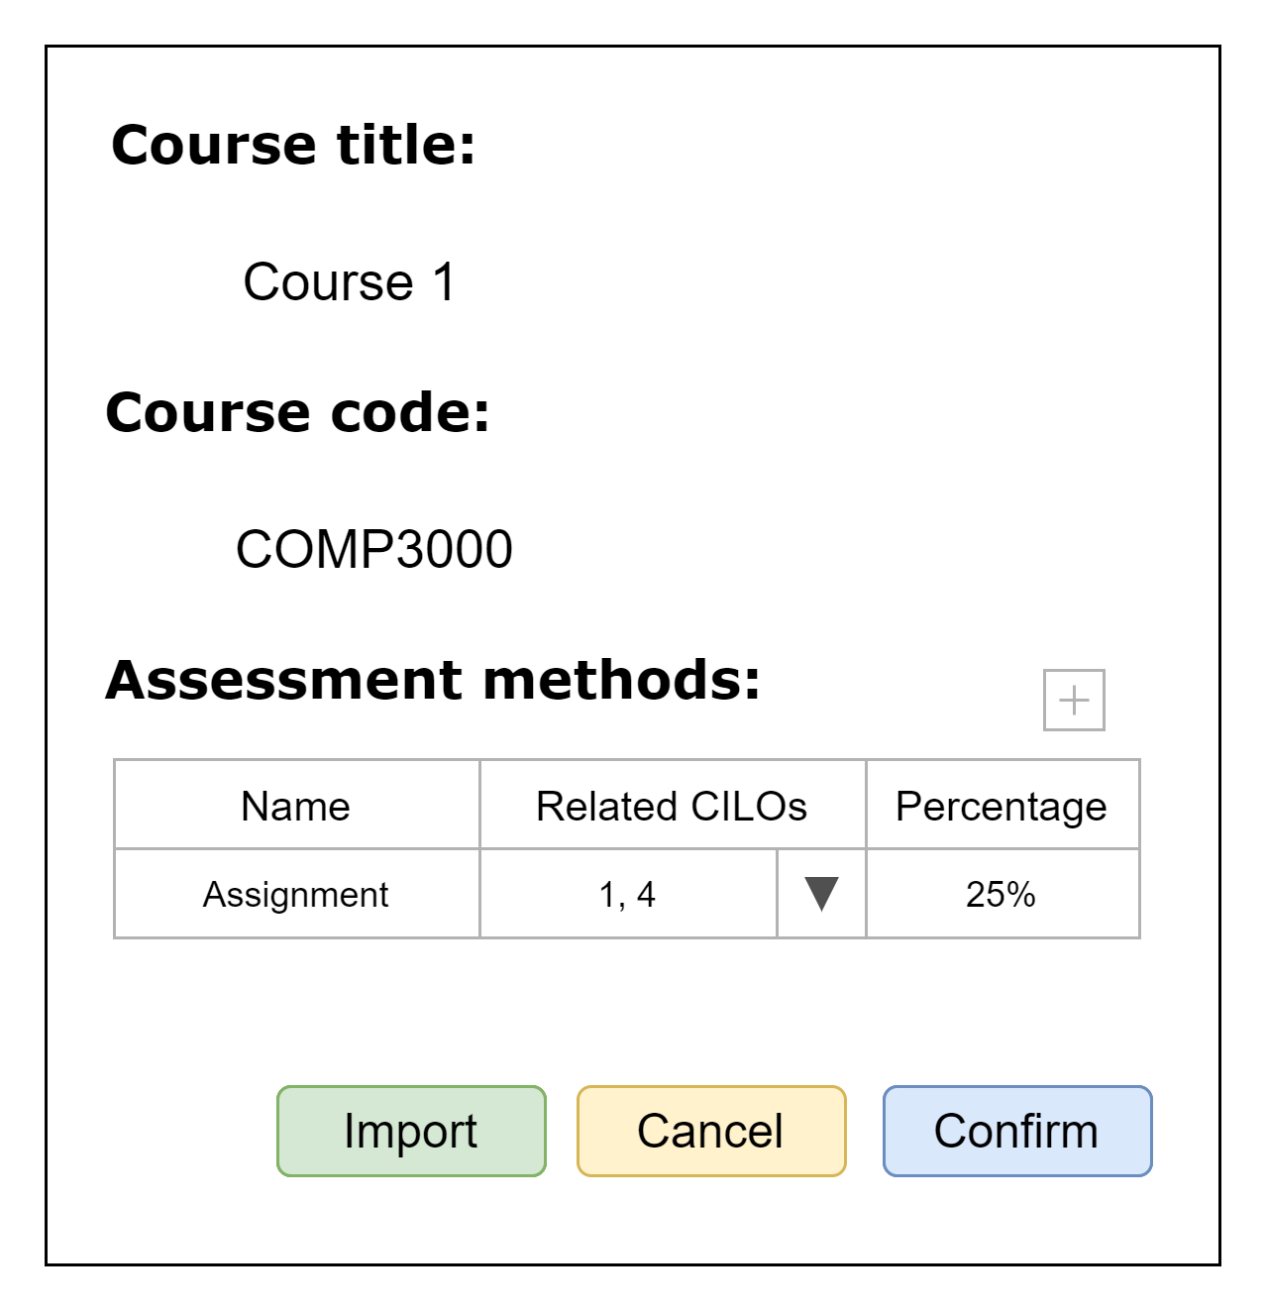 Course title:
Course 1
Course code:
COMP3000
Assessment methods:
Name Related CILOs Percentage
Assignment 1, 4 25%
Import Cancel Confirm